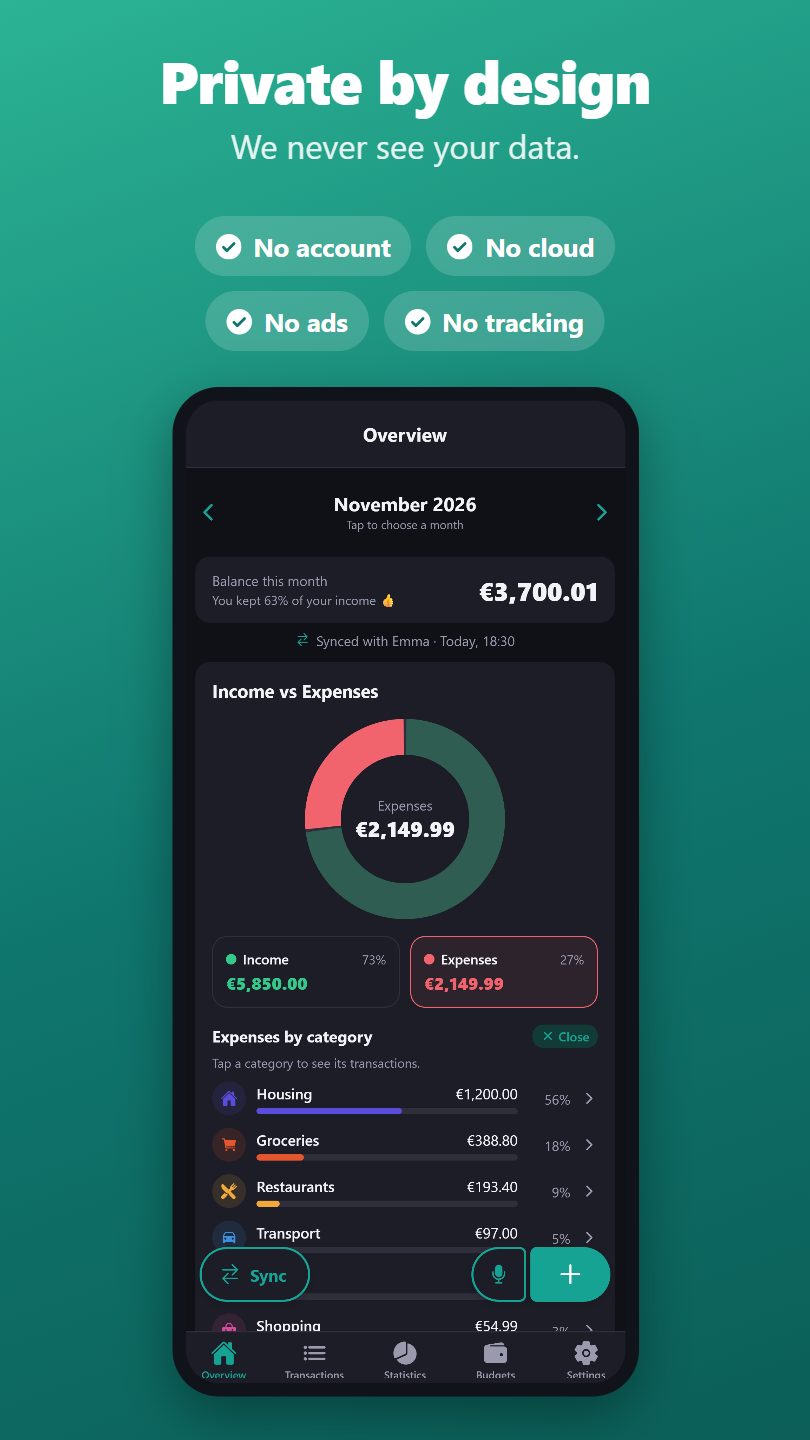 Private by design
We never see your data.
No account
No cloud
No ads
No tracking
Overview
November 2026
Tap to choose a month
Balance this month
You kept 63% of your income 👍
€3,700.01
Synced with Emma · Today, 18:30
Income vs Expenses
Expenses
€2,149.99
Income 73%
€5,850.00
Expenses 27%
€2,149.99
Expenses by category
Close
Tap a category to see its transactions.
Housing €1,200.00 56%
Groceries €388.80 18%
Restaurants €193.40 9%
Transport €97.00 5%
Sync
Shopping €54.99
Overview
Transactions
Statistics
Budgets
Settings